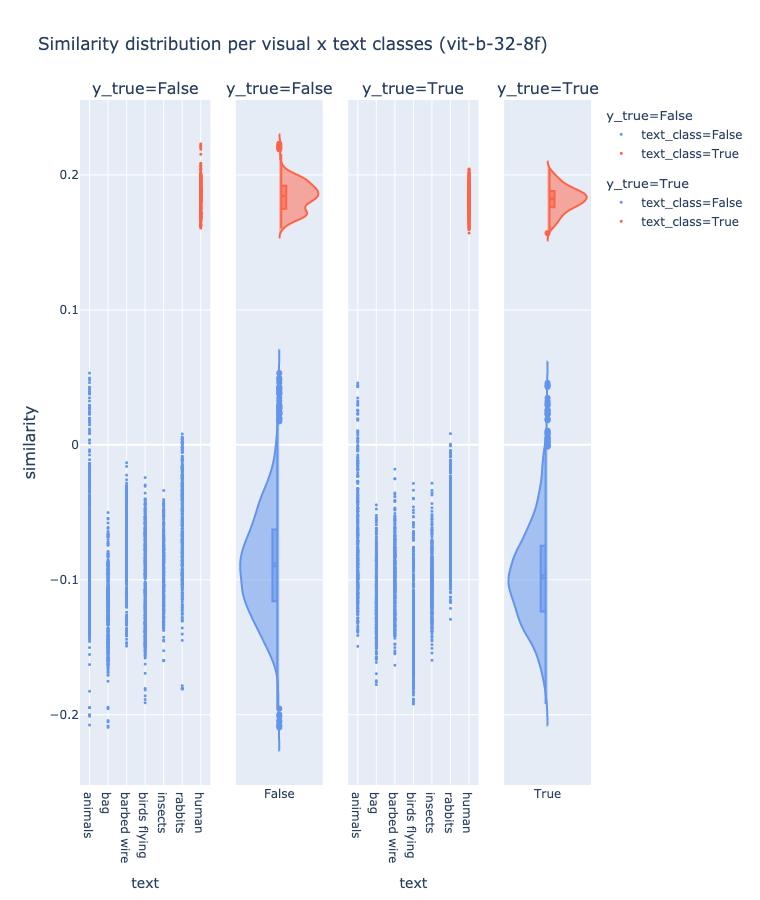 Similarity distribution per visual x text classes (vit-b-32-8f)
y_true=False
y_true=False
y_true=True
y_true=True
y_true=False
text_class=False
text_class=True
y_true=True
text_class=False
text_class=True
similarity
0.2
0.1
0
−0.1
−0.2
animals
bag
barbed wire
birds flying
insects
rabbits
human
text
False
animals
bag
barbed wire
birds flying
insects
rabbits
human
text
True